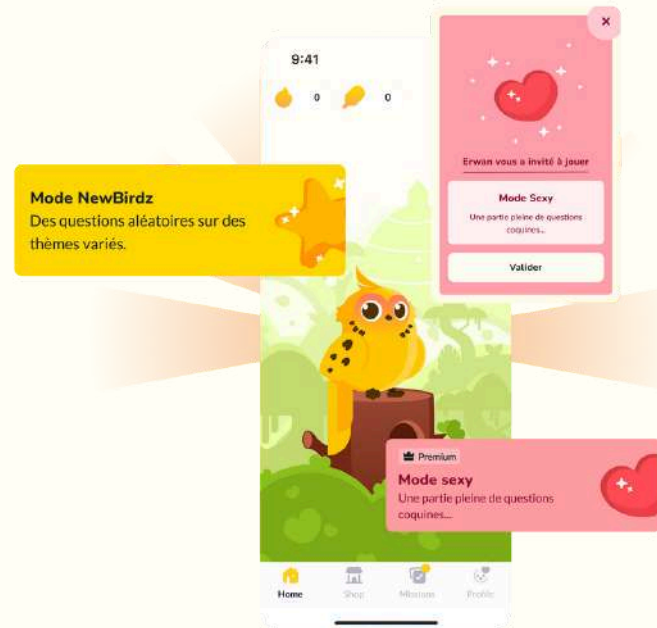 9:41
0
0
Erwan vous a invité à jouer
Mode Sexy
Une partie pleine de questions
coquines...
Valider
Mode NewBirdz
Des questions aléatoires sur des
thèmes variés.
Premium
Mode sexy
Une partie pleine de questions
coquines...
Home
Shop
Missions
Profile